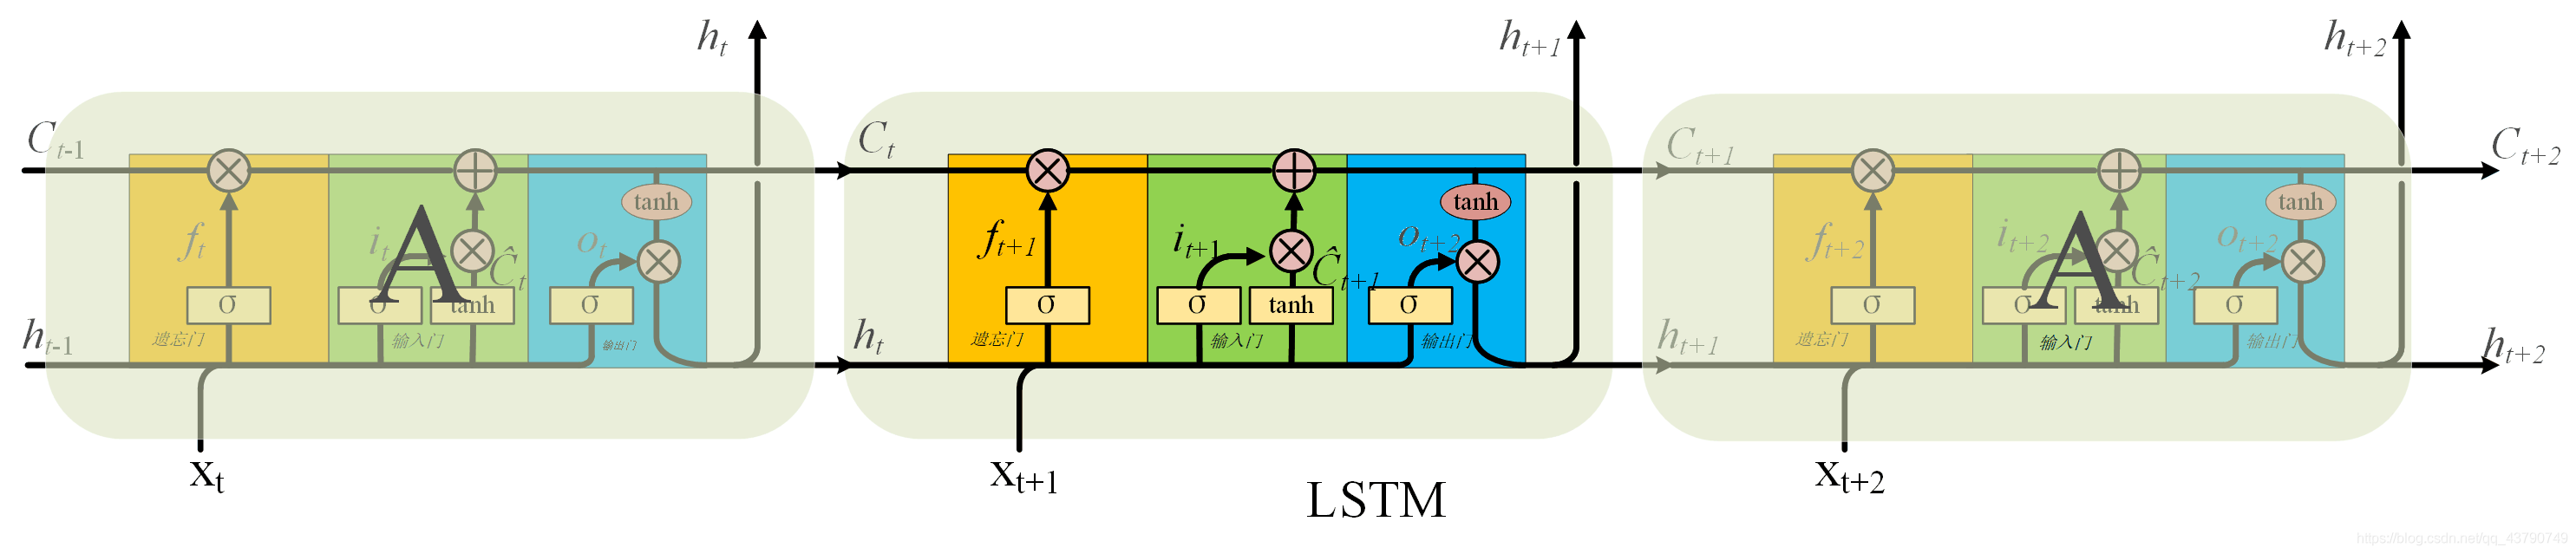 h_t h_{t+1} h_{t+2}
C_{t-1} C_t C_{t+1} C_{t+2}
tanh tanh tanh
f_t i_t A Ĉ_t o_t f_{t+1} i_{t+1} Ĉ_{t+1} o_{t+2} f_{t+2} i_{t+2} A Ĉ_{t+2} o_{t+2}
σ σ tanh σ σ σ tanh σ σ σ tanh σ
h_{t-1} 遗忘门 输入门 输出门 h_t 遗忘门 输入门 输出门 h_{t+1} 遗忘门 输入门 输出门 h_{t+2}
x_t x_{t+1} x_{t+2}
LSTM
https://blog.csdn.net/qq_43790749